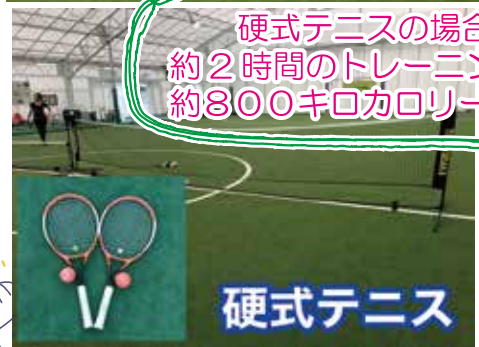 硬式テニスの場合
約２時間のトレーニン
約８００キロカロリー
硬式テニス